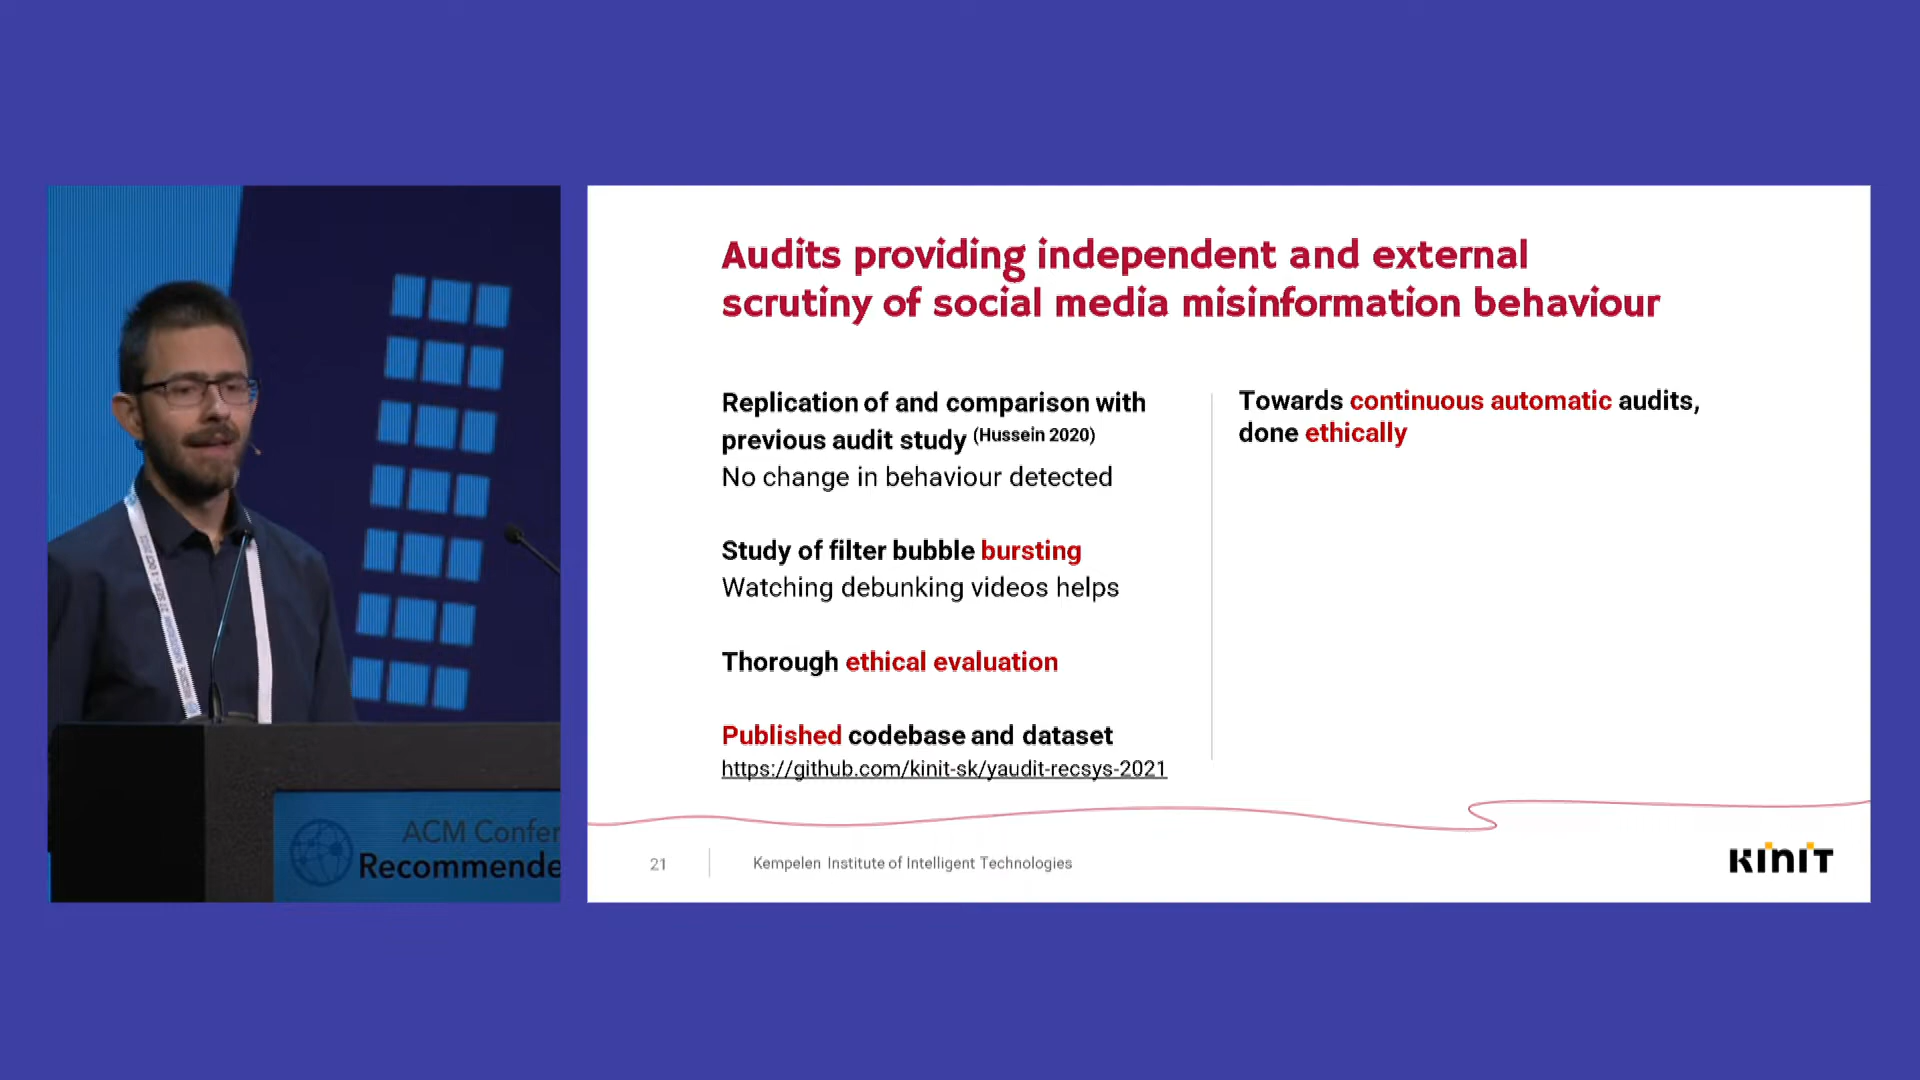 Audits providing independent and external
scrutiny of social media misinformation behaviour
Replication of and comparison with
previous audit study (Hussein 2020)
No change in behaviour detected
Study of filter bubble bursting
Watching debunking videos helps
Thorough ethical evaluation
Published codebase and dataset
https://github.com/kinit-sk/yaudit-recsys-2021
Towards continuous automatic audits,
done ethically
21
Kempelen Institute of Intelligent Technologies
KInIT
ACM Confer
Recommende